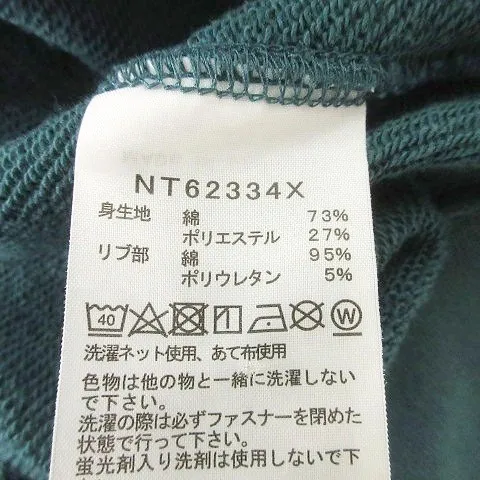 NT62334X
身生地 綿 73%
ポリエステル 27%
リブ部 綿 95%
ポリウレタン 5%
40 W
洗濯ネット使用、あて布使用
色物は他の物と一緒に洗濯しない
で下さい。
洗濯の際は必ずファスナーを閉めた
状態で行って下さい。
蛍光剤入り洗剤は使用しないで下